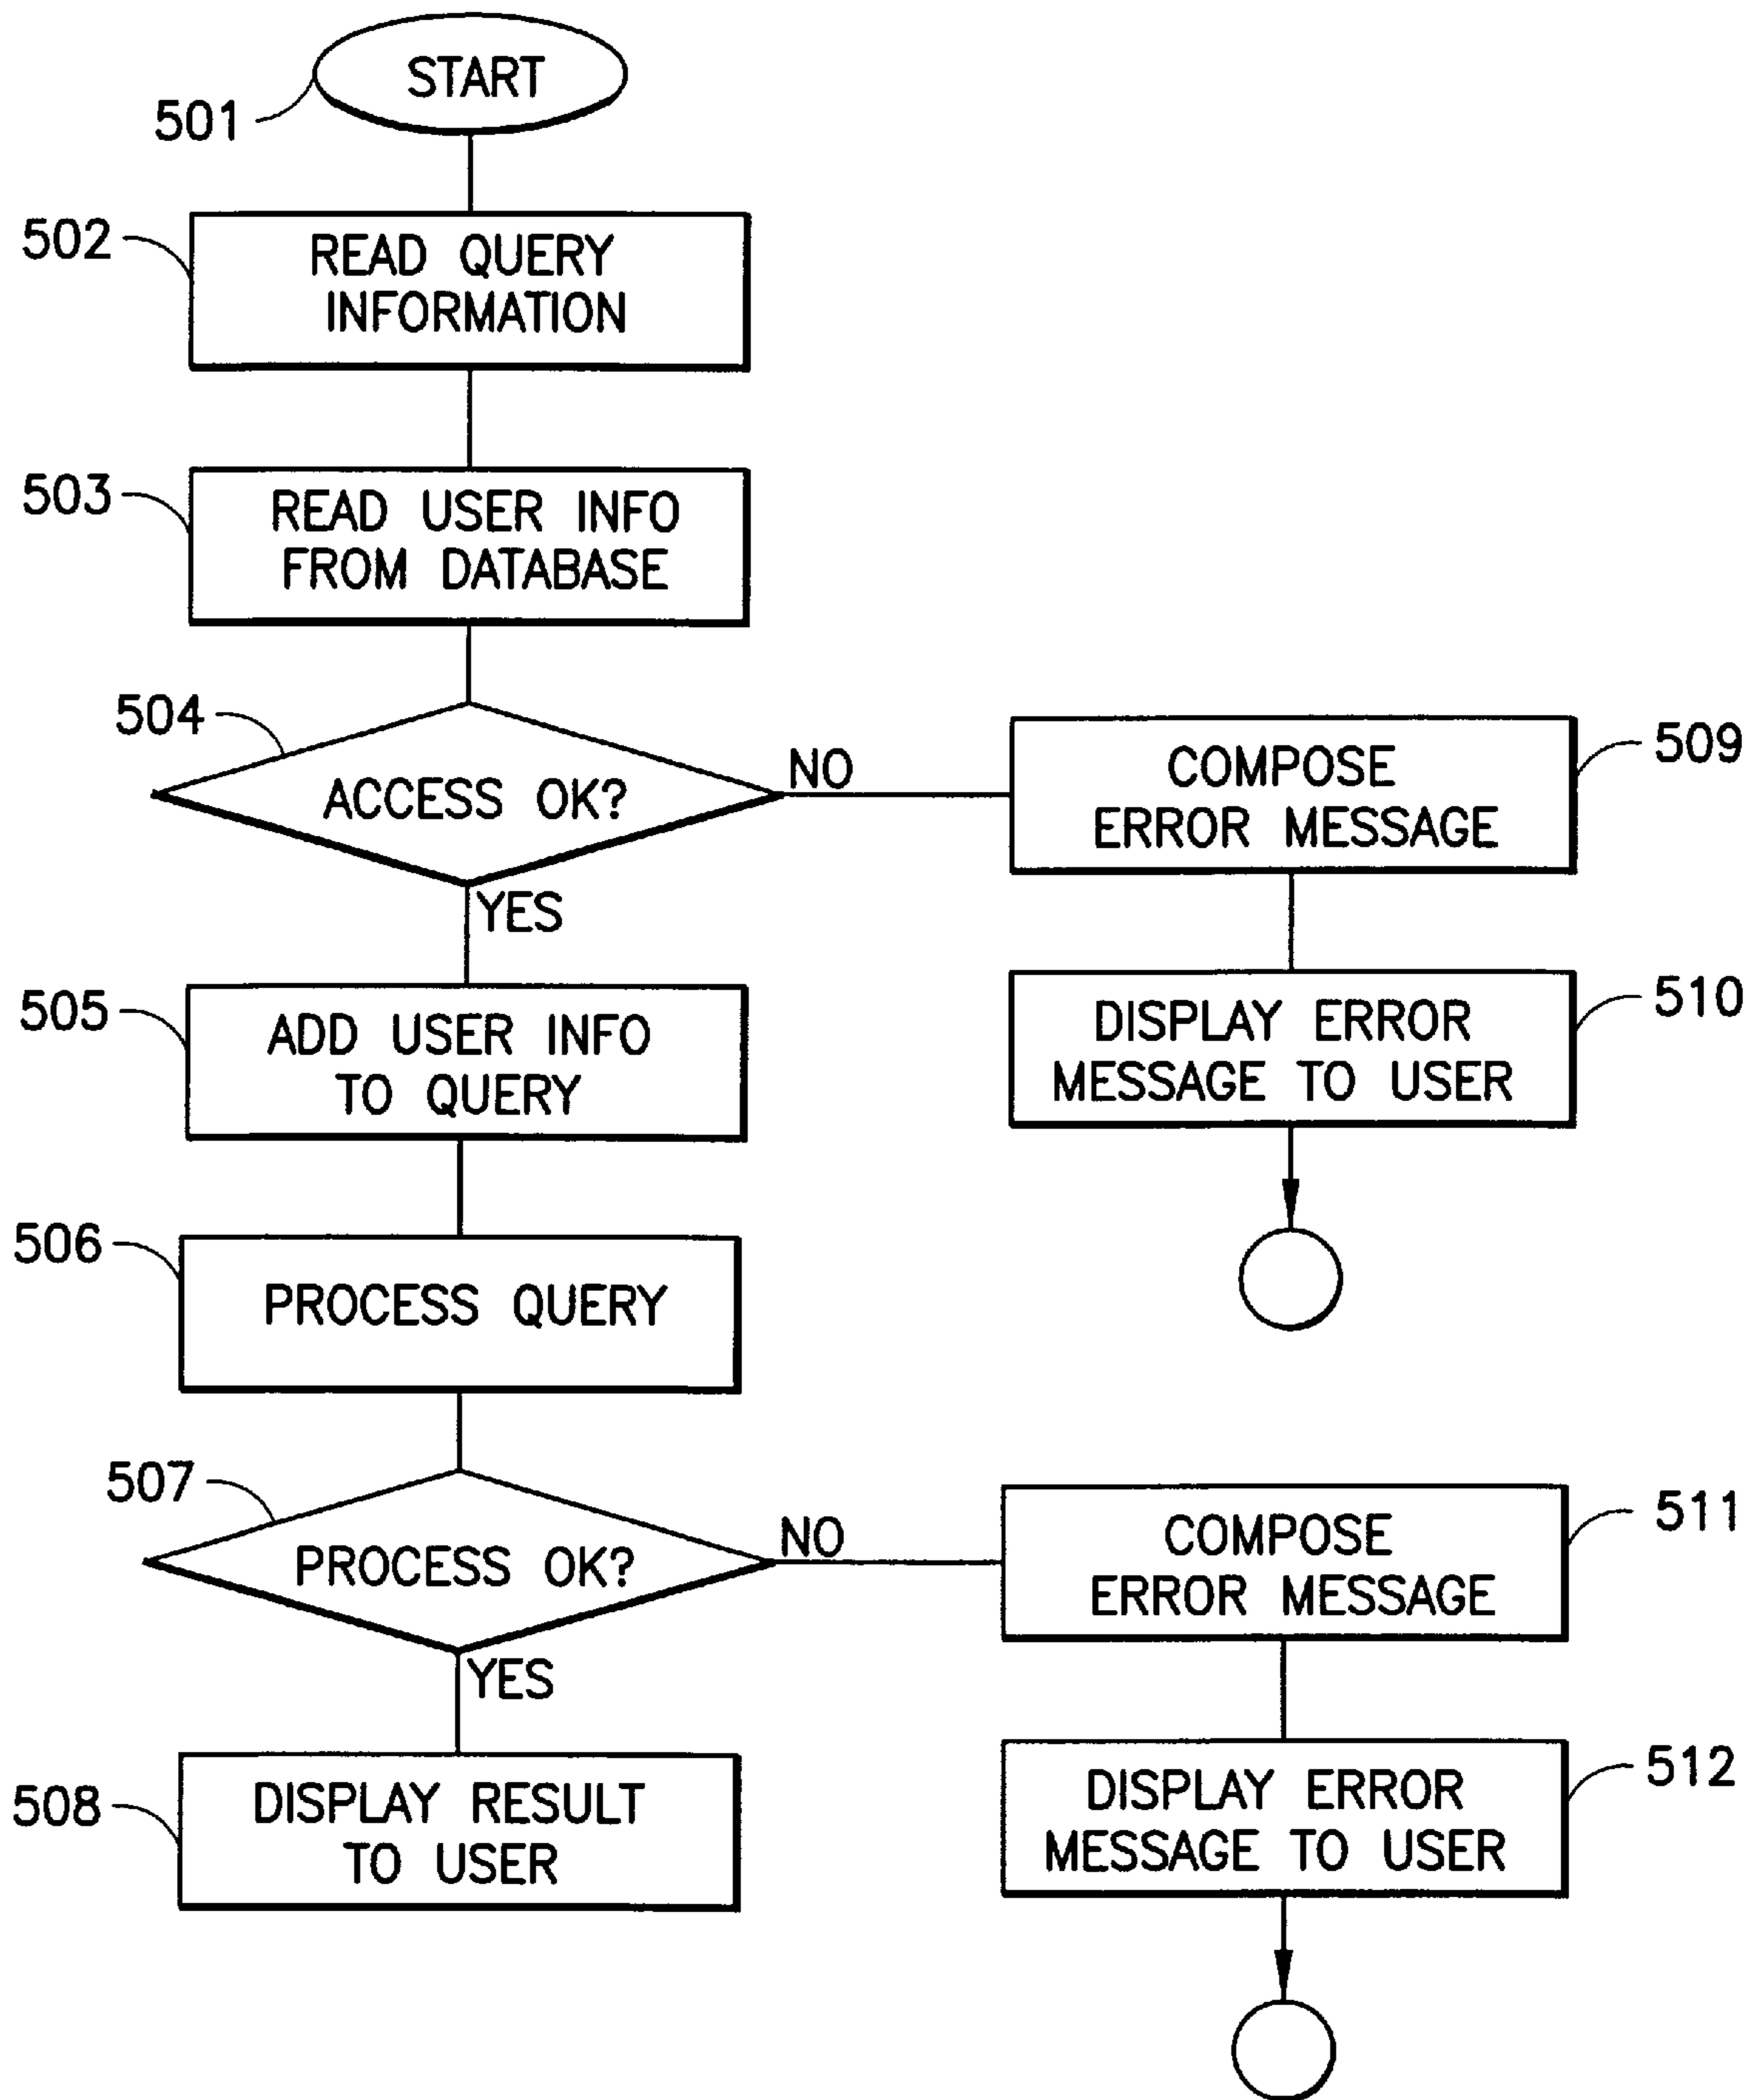 START
501
502
READ QUERY
INFORMATION
503
READ USER INFO
FROM DATABASE
504
ACCESS OK?
NO
YES
COMPOSE
ERROR MESSAGE
509
505
ADD USER INFO
TO QUERY
DISPLAY ERROR
MESSAGE TO USER
510
506
PROCESS QUERY
507
PROCESS OK?
NO
YES
COMPOSE
ERROR MESSAGE
511
508
DISPLAY RESULT
TO USER
DISPLAY ERROR
MESSAGE TO USER
512